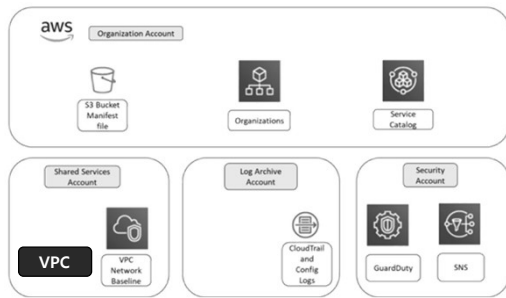 aws
Organization Account
S3 Bucket
Manifest
file
Organizations
Service
Catalog
Shared Services
Account
VPC
VPC
Network
Baseline
Log Archive
Account
CloudTrail
and
Config
Logs
Security
Account
GuardDuty
SNS